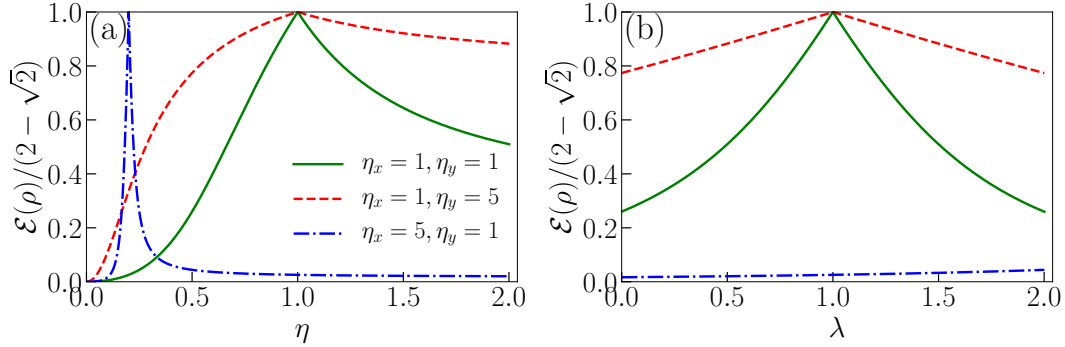 (a)
ℰ(ρ)/(2 − √2)
1.0
0.8
0.6
0.4
0.2
0.0
η_x = 1, η_y = 1
η_x = 1, η_y = 5
η_x = 5, η_y = 1
0.0 0.5 1.0 1.5 2.0
η
(b)
ℰ(ρ)/(2 − √2)
1.0
0.8
0.6
0.4
0.2
0.0
0.0 0.5 1.0 1.5 2.0
λ